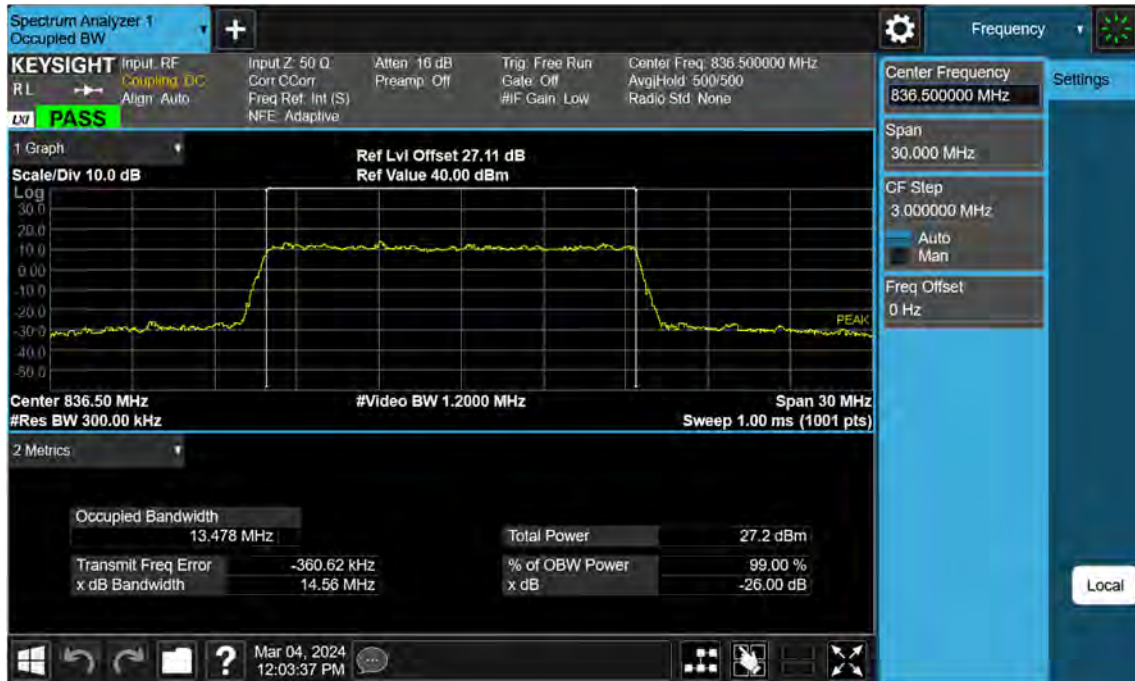 Spectrum Analyzer 1
Occupied BW
+
Frequency
KEYSIGHT
RL
LXI
PASS
Input: RF
Coupling: DC
Align: Auto
Input Z: 50 Ω
Corr CCorr
Freq Ref: Int (S)
NFE: Adaptive
Atten: 16 dB
Preamp: Off
Trig: Free Run
Gate: Off
#IF Gain: Low
Center Freq: 836.500000 MHz
Avg|Hold: 500/500
Radio Std: None
Center Frequency
836.500000 MHz
Settings
Span
30.000 MHz
CF Step
3.000000 MHz
Auto
Man
Freq Offset
0 Hz
1 Graph
Scale/Div 10.0 dB
Ref Lvl Offset 27.11 dB
Ref Value 40.00 dBm
Log
30.0
20.0
10.0
0.00
-10.0
-20.0
-30.0
-40.0
-50.0
PEAK
Center 836.50 MHz
#Video BW 1.2000 MHz
Span 30 MHz
#Res BW 300.00 kHz
Sweep 1.00 ms (1001 pts)
2 Metrics
Occupied Bandwidth
13.478 MHz
Total Power 27.2 dBm
Transmit Freq Error -360.62 kHz
% of OBW Power 99.00 %
x dB Bandwidth 14.56 MHz
x dB -26.00 dB
Local
?
Mar 04, 2024
12:03:37 PM